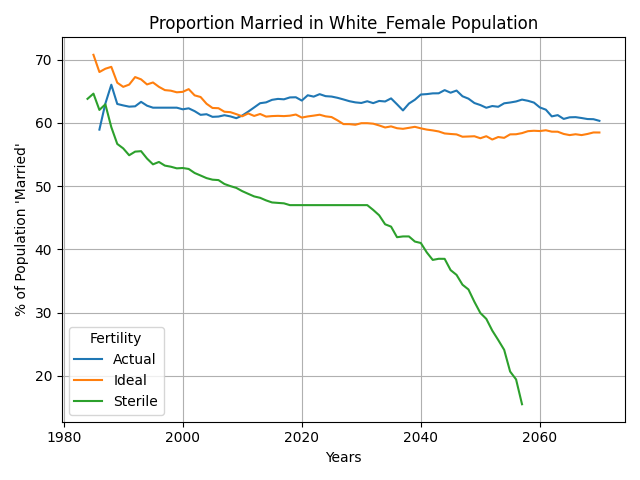 Proportion Married in White_Female Population
% of Population 'Married'
70
60
50
40
30
20
Fertility
Actual
Ideal
Sterile
1980
2000
2020
2040
2060
Years